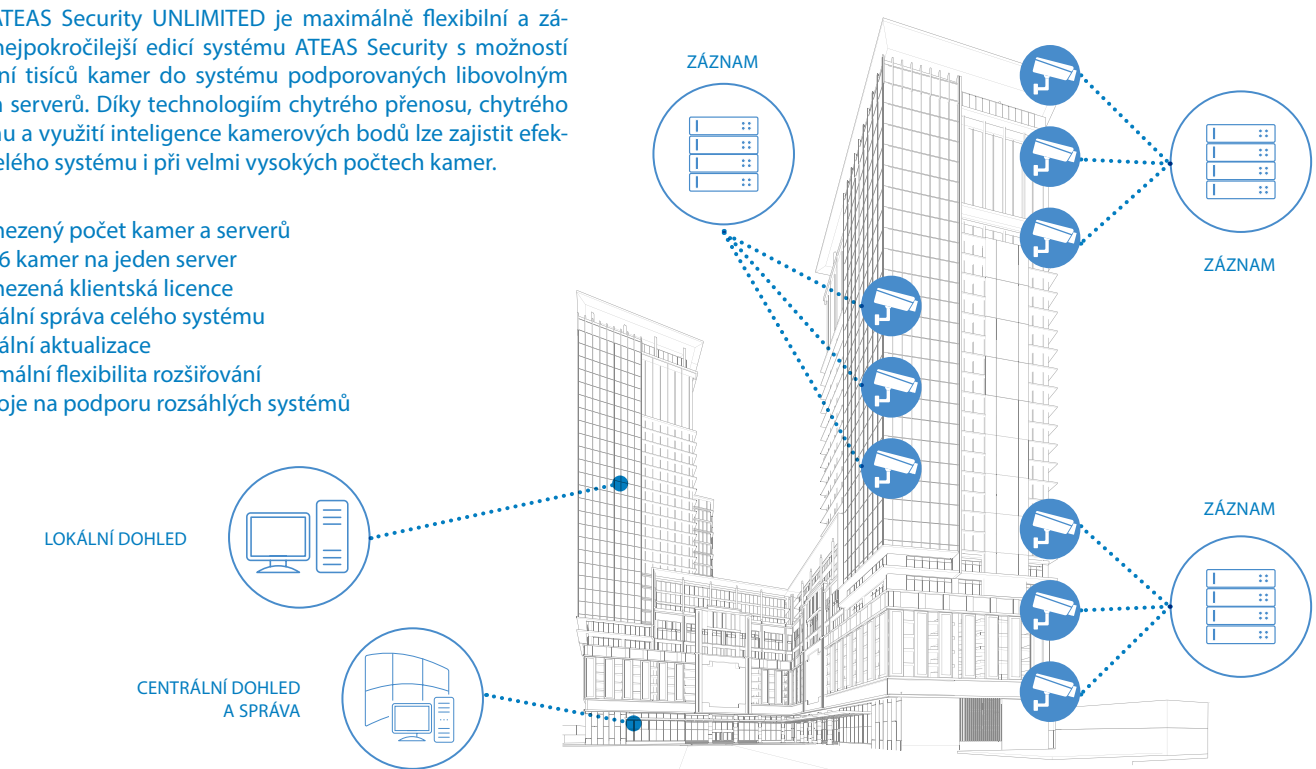 ATEAS Security UNLIMITED je maximálně flexibilní a zá-
nejpokročilejší edicí systému ATEAS Security s možností
ní tisíců kamer do systému podporovaných libovolným
serverů. Díky technologiím chytrého přenosu, chytrého
u a využití inteligence kamerových bodů lze zajistit efek-
elého systému i při velmi vysokých počtech kamer.
nezený počet kamer a serverů
6 kamer na jeden server
nezená klientská licence
ální správa celého systému
ální aktualizace
mální flexibilita rozšiřování
oje na podporu rozsáhlých systémů
ZÁZNAM
ZÁZNAM
ZÁZNAM
LOKÁLNÍ DOHLED
CENTRÁLNÍ DOHLED
A SPRÁVA